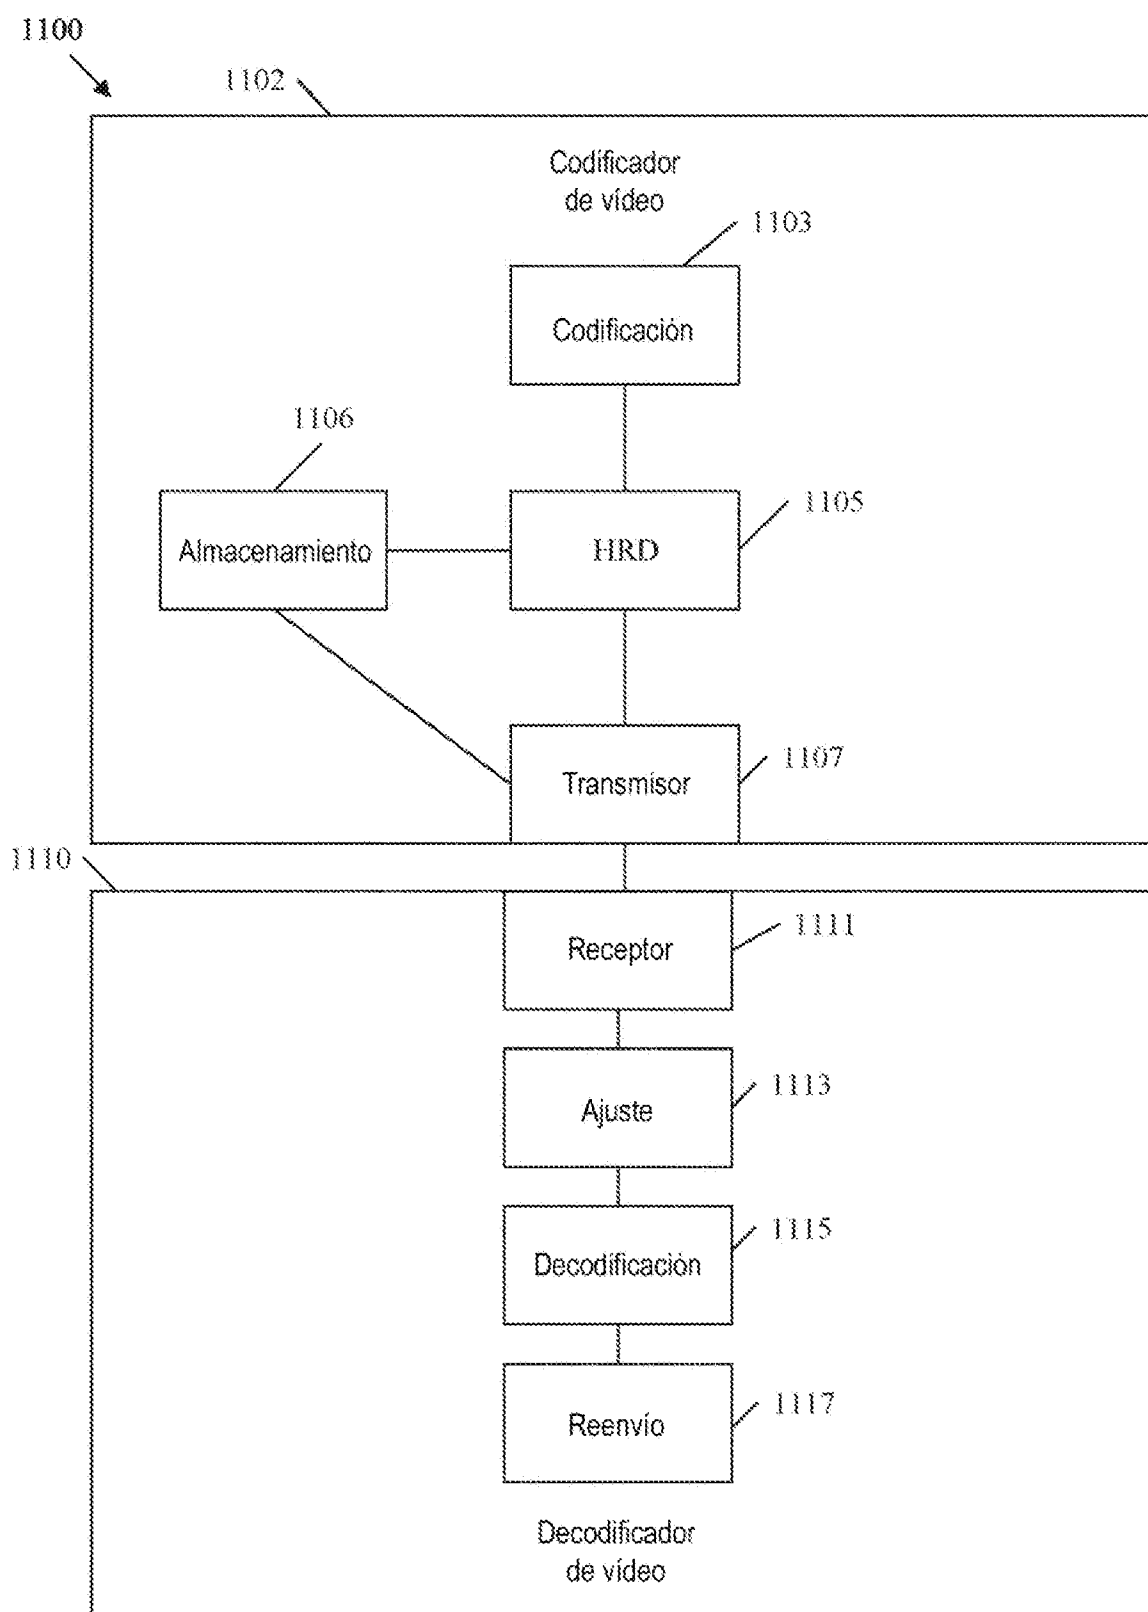 1100
1102
Codificador
de vídeo
1103
Codificación
1106
1105
Almacenamiento
HRD
1107
Transmisor
1110
1111
Receptor
1113
Ajuste
1115
Decodificación
1117
Reenvío
Decodificador
de vídeo